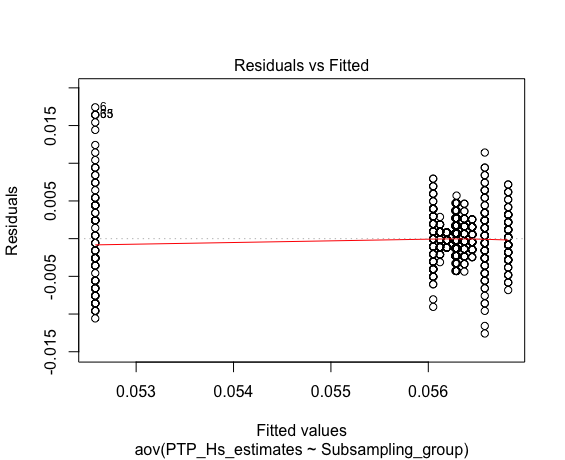 Residuals vs Fitted
Residuals
0.015
0.005
-0.005
-0.015
6
0.053 0.054 0.055 0.056
Fitted values
aov(PTP_Hs_estimates ~ Subsampling_group)